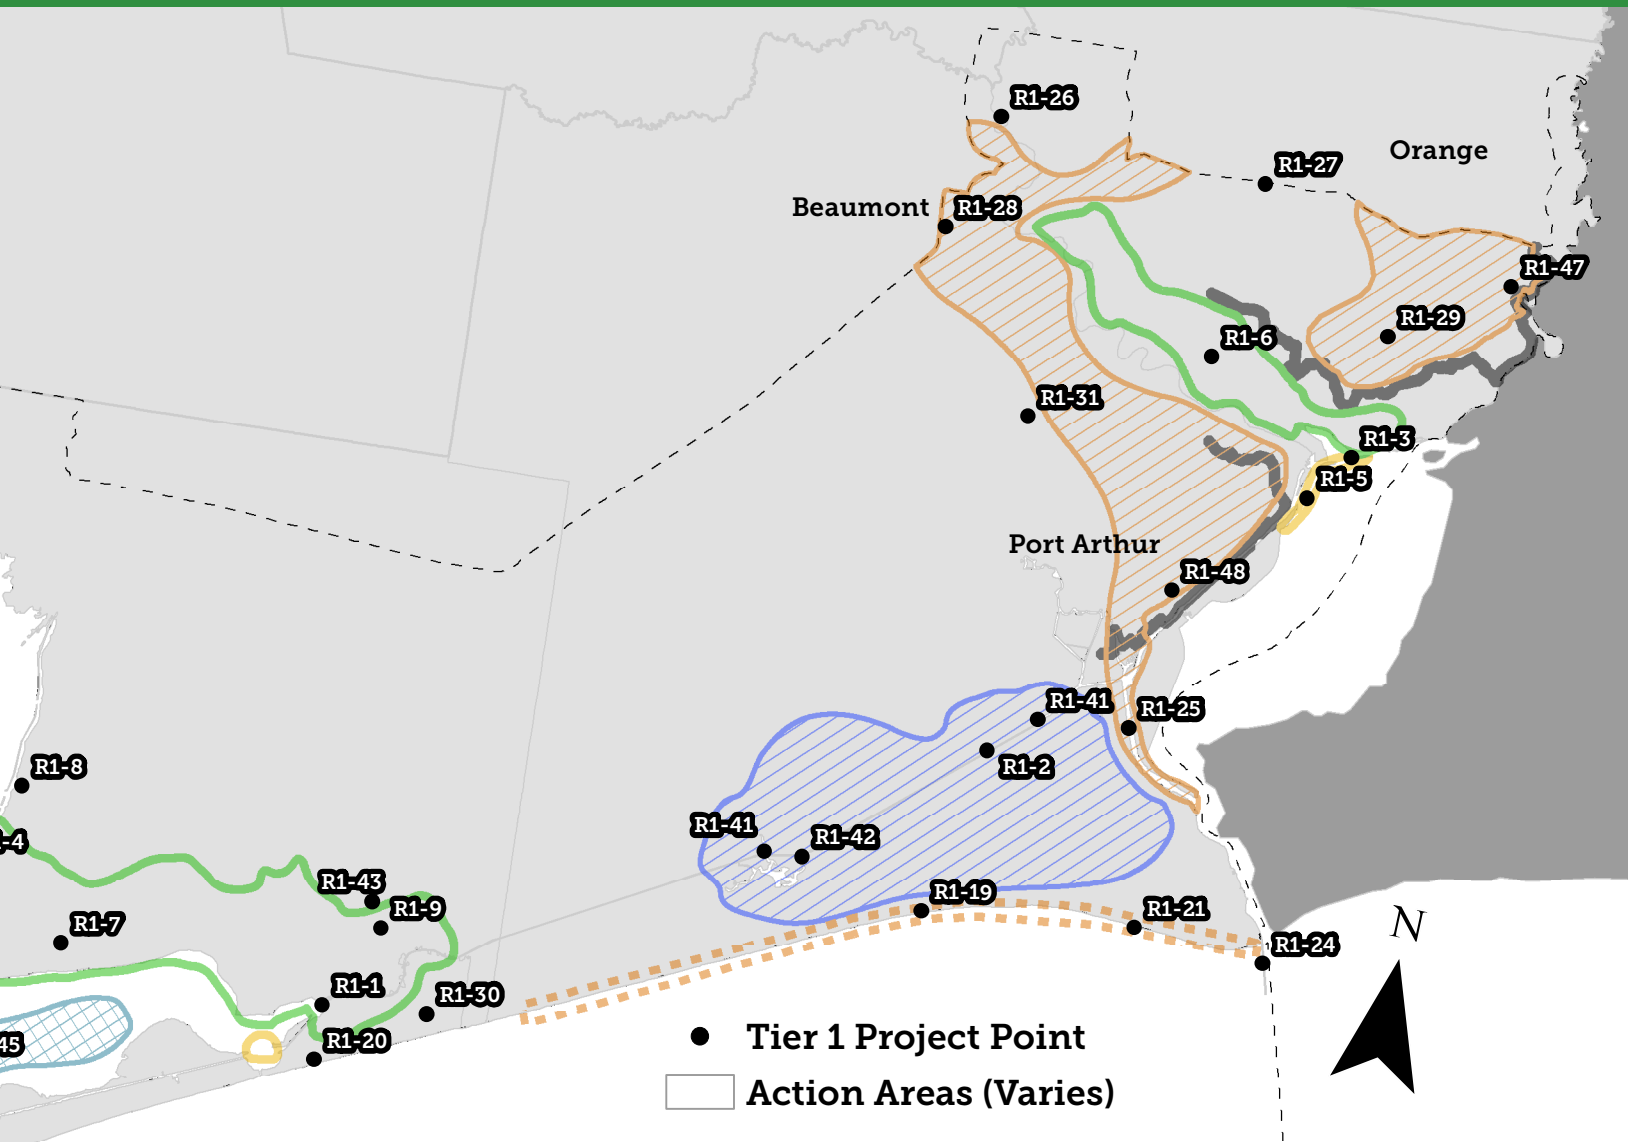 R1-26
Orange
R1-27
Beaumont
R1-28
R1-47
R1-29
R1-6
R1-31
R1-3
R1-5
Port Arthur
R1-48
R1-41
R1-25
R1-2
R1-8
R1-41
R1-42
-4
R1-43
R1-19
R1-9
R1-21
R1-7
N
R1-24
R1-1
R1-30
R1-20
45
Tier 1 Project Point
Action Areas (Varies)